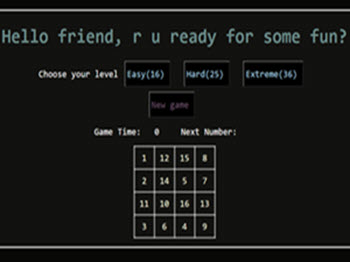 Hello friend, r u ready for some fun?
Choose your level Easy(16) Hard(25) Extreme(36)
New game
Game Time: 0 Next Number:
1 12 15 8
2 14 5 7
11 10 16 13
3 6 4 9